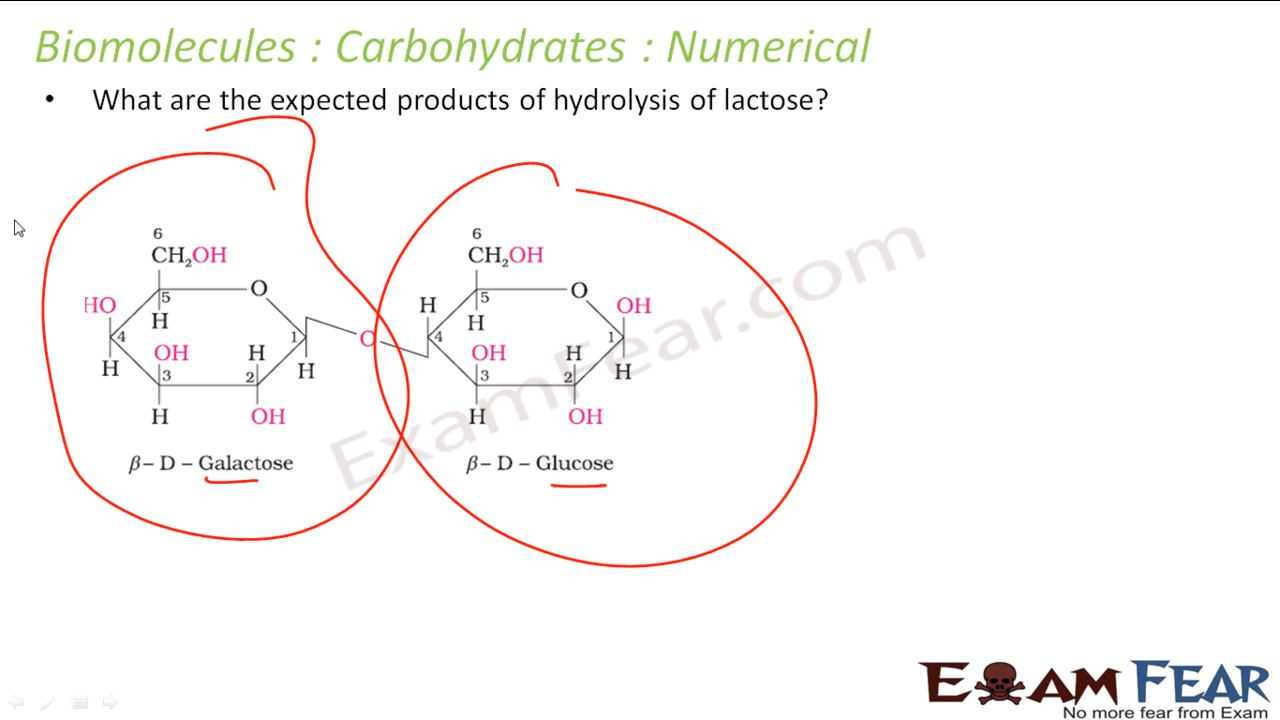 Biomolecules : Carbohydrates : Numerical
• What are the expected products of hydrolysis of lactose?
6 6
CH₂OH CH₂OH
O O
HO 5 H 5 OH
H H
4 1 O 4 1
OH H OH H
H 3 2 H 3 2 H
H OH H OH
β– D – Galactose β– D – Glucose
ExamFear.com
EXAM FEAR
No more fear from Exam